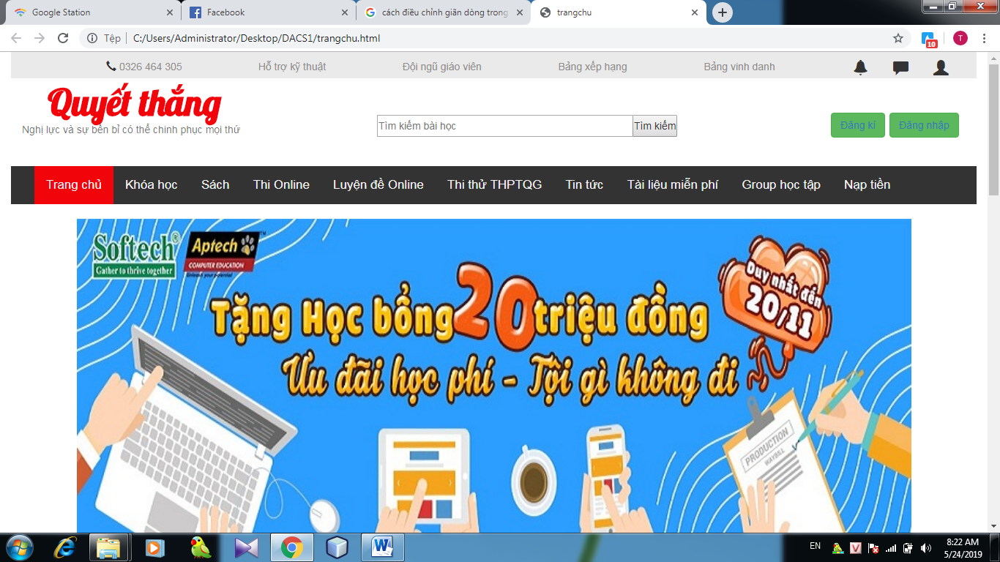 Google Station
Facebook
cách điều chỉnh giãn dòng trong
trangchu
Tệp
C:/Users/Administrator/Desktop/DACS1/trangchu.html
10
T
0326 464 305
Hỗ trợ kỹ thuật
Đội ngũ giáo viên
Bảng xếp hạng
Bảng vinh danh
Quyết thắng
Nghị lực và sự bền bỉ có thể chinh phục mọi thứ
Tìm kiếm bài học
Tìm kiếm
Đăng kí
Đăng nhập
Trang chủ
Khóa học
Sách
Thi Online
Luyện đề Online
Thi thử THPTQG
Tin tức
Tài liệu miễn phí
Group học tập
Nạp tiền
Softech®
Gather to thrive together
Aptech™
COMPUTER EDUCATION
Unleash your potential
Duy nhất đến
20/11
Tặng Học bổng 20 triệu đồng
Ưu đãi học phí - Tội gì không đi
PRODUCTION
WAYBILL
EN
8:22 AM
5/24/2019